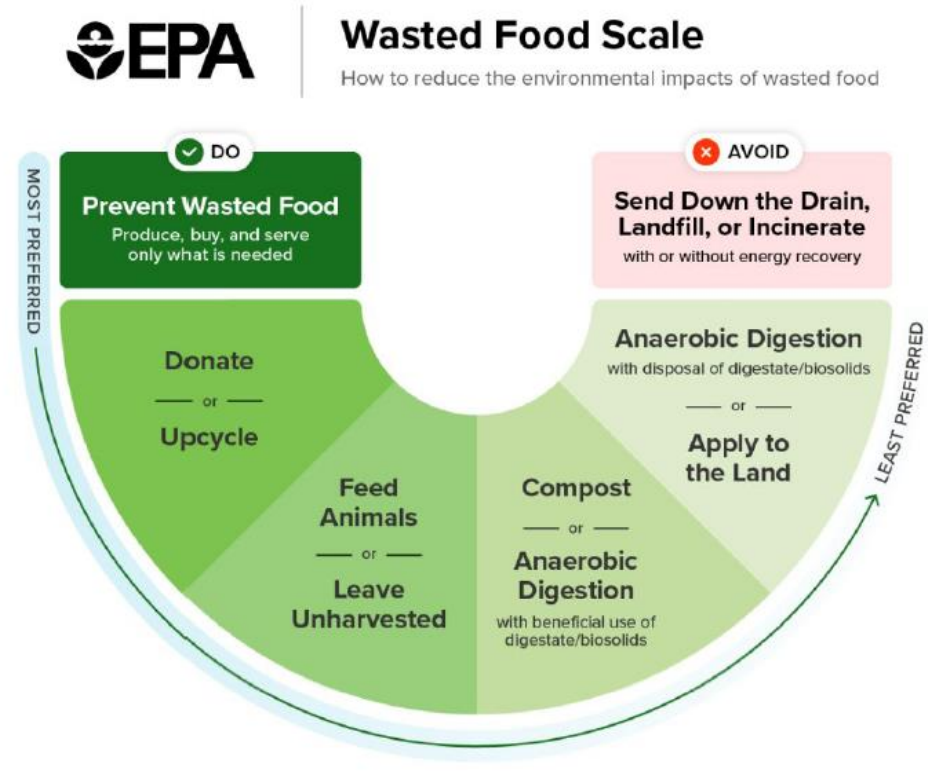 EPA
Wasted Food Scale
How to reduce the environmental impacts of wasted food
DO
MOST PREFERRED
Prevent Wasted Food
Produce, buy, and serve
only what is needed
AVOID
Send Down the Drain,
Landfill, or Incinerate
with or without energy recovery
Donate
or
Upcycle
Feed
Animals
or
Leave
Unharvested
Compost
or
Anaerobic
Digestion
with beneficial use of
digestate/biosolids
Anaerobic Digestion
with disposal of digestate/biosolids
or
Apply to
the Land
LEAST PREFERRED